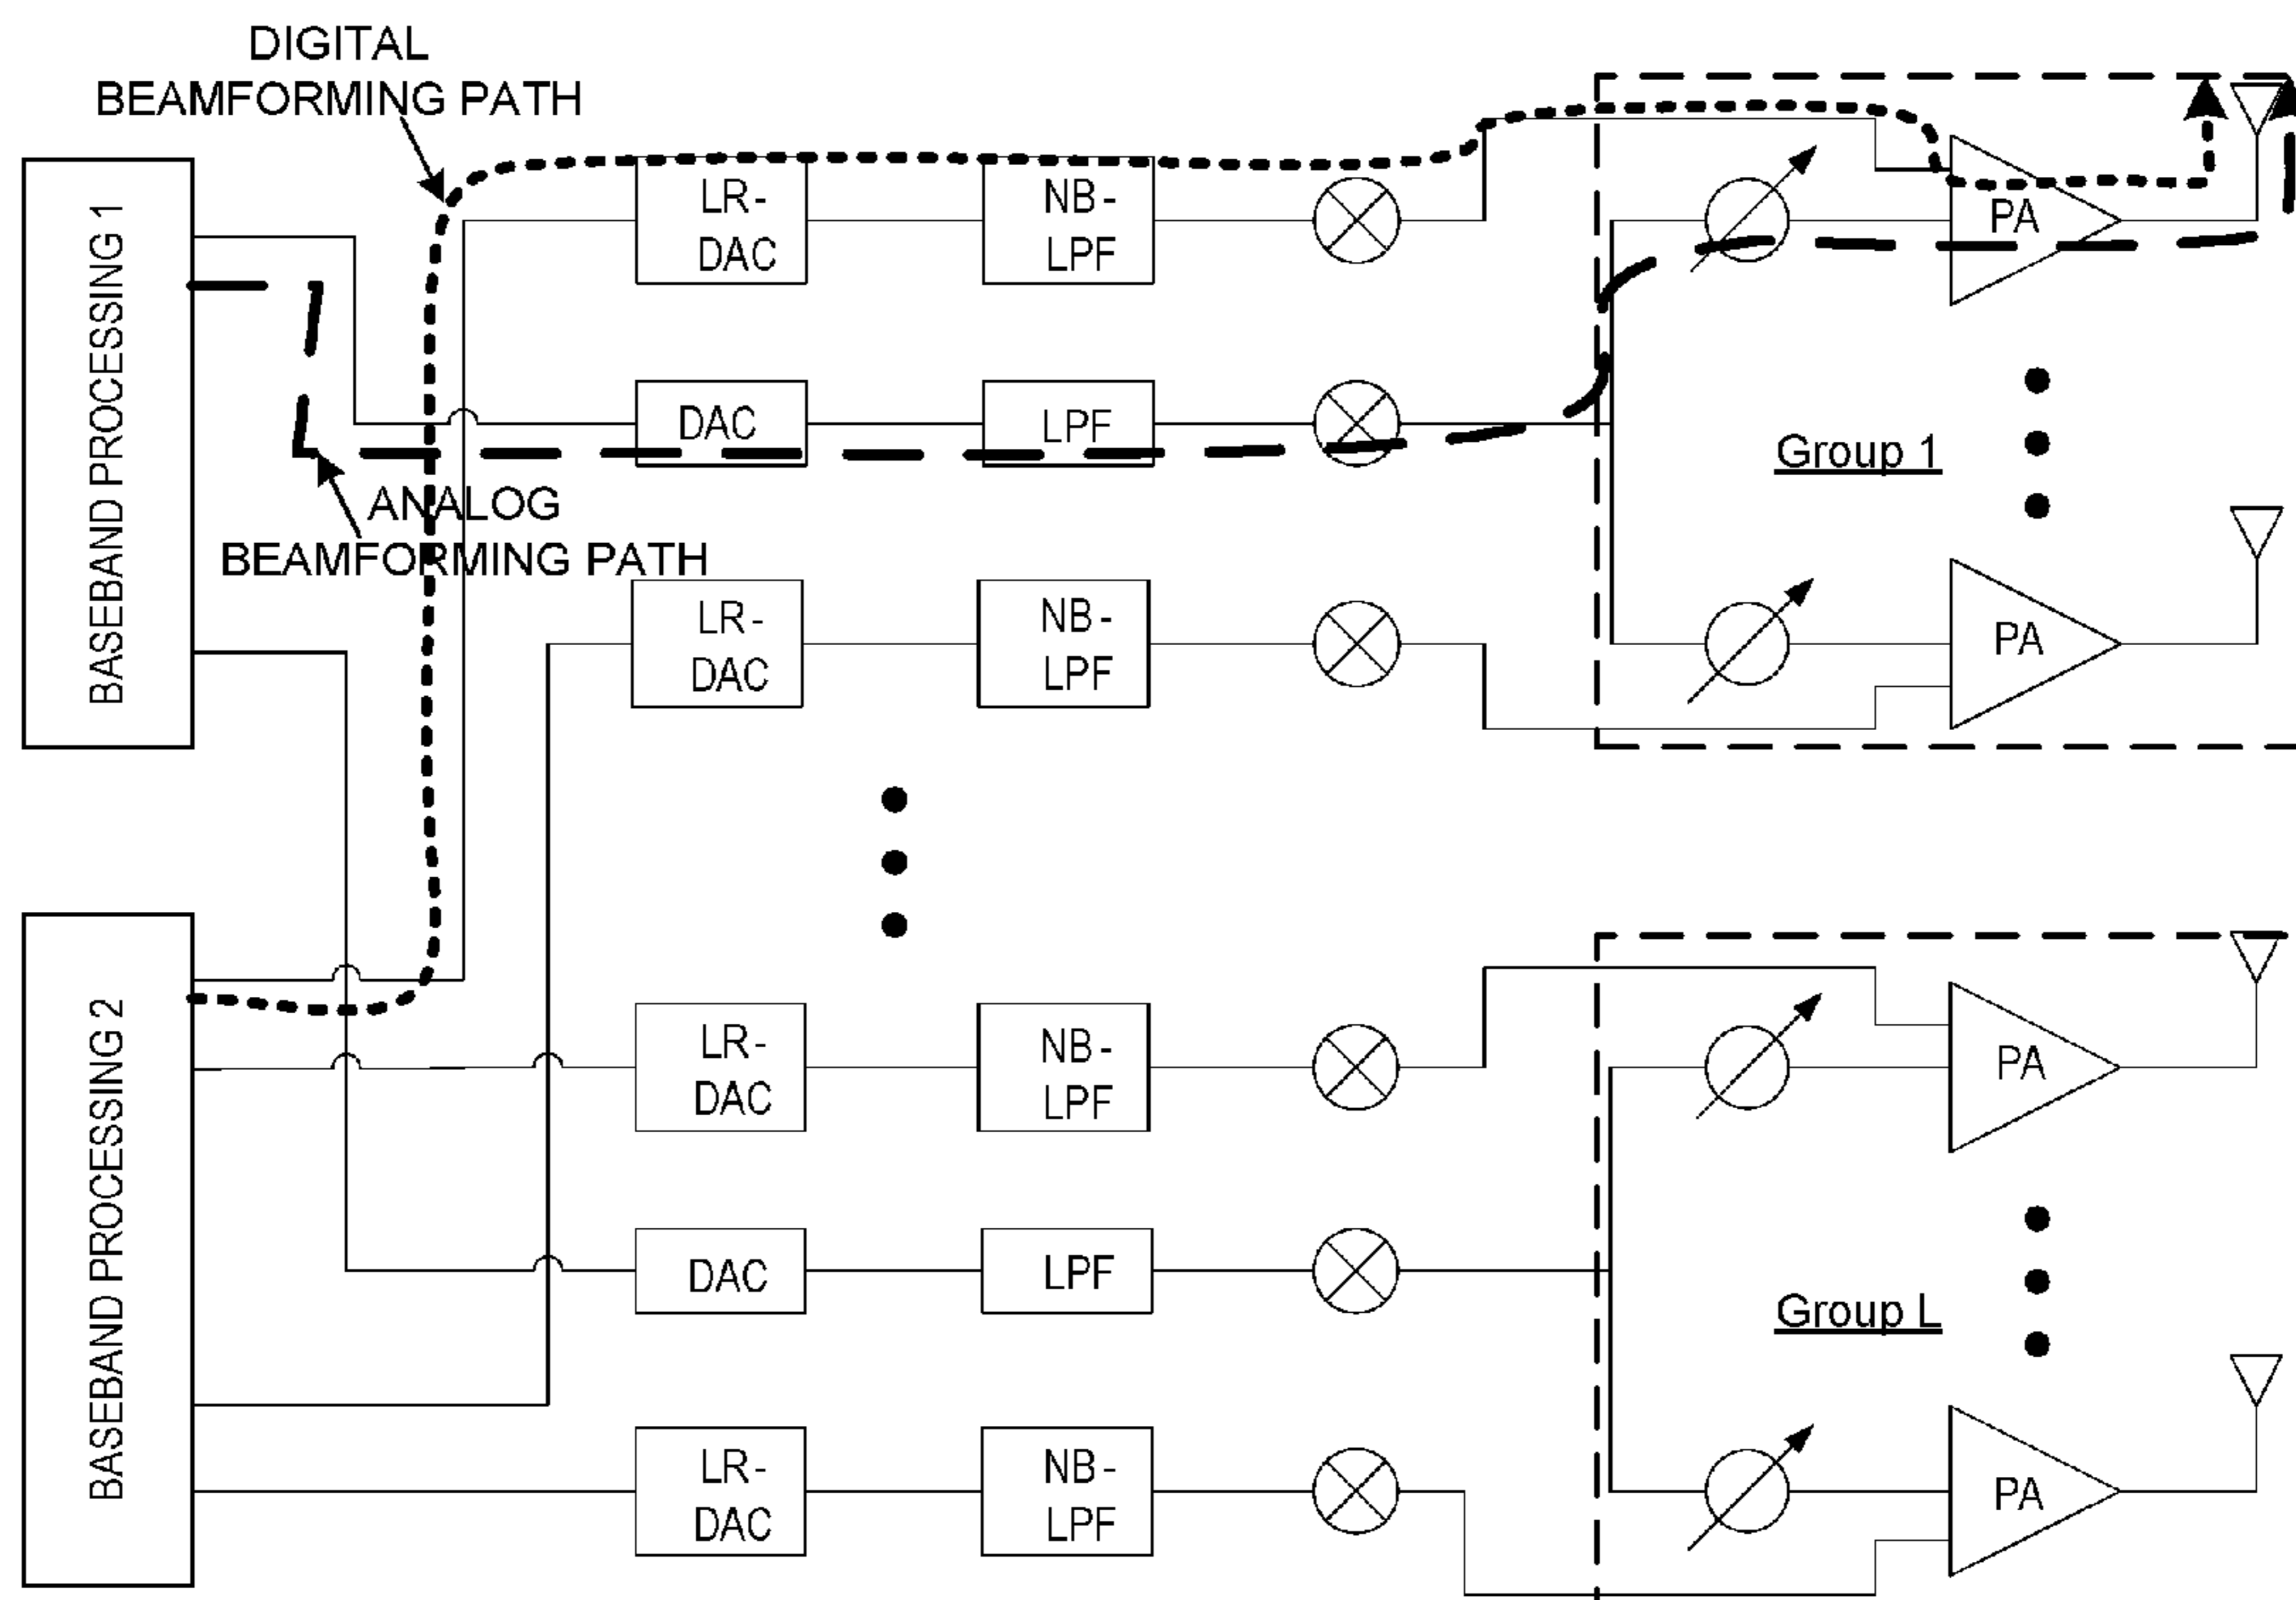 DIGITAL
BEAMFORMING PATH
BASEBAND PROCESSING 1
LR-
DAC
NB-
LPF
PA
DAC
LPF
Group 1
ANALOG
BEAMFORMING PATH
LR-
DAC
NB-
LPF
PA
BASEBAND PROCESSING 2
LR-
DAC
NB-
LPF
PA
DAC
LPF
Group L
LR-
DAC
NB-
LPF
PA